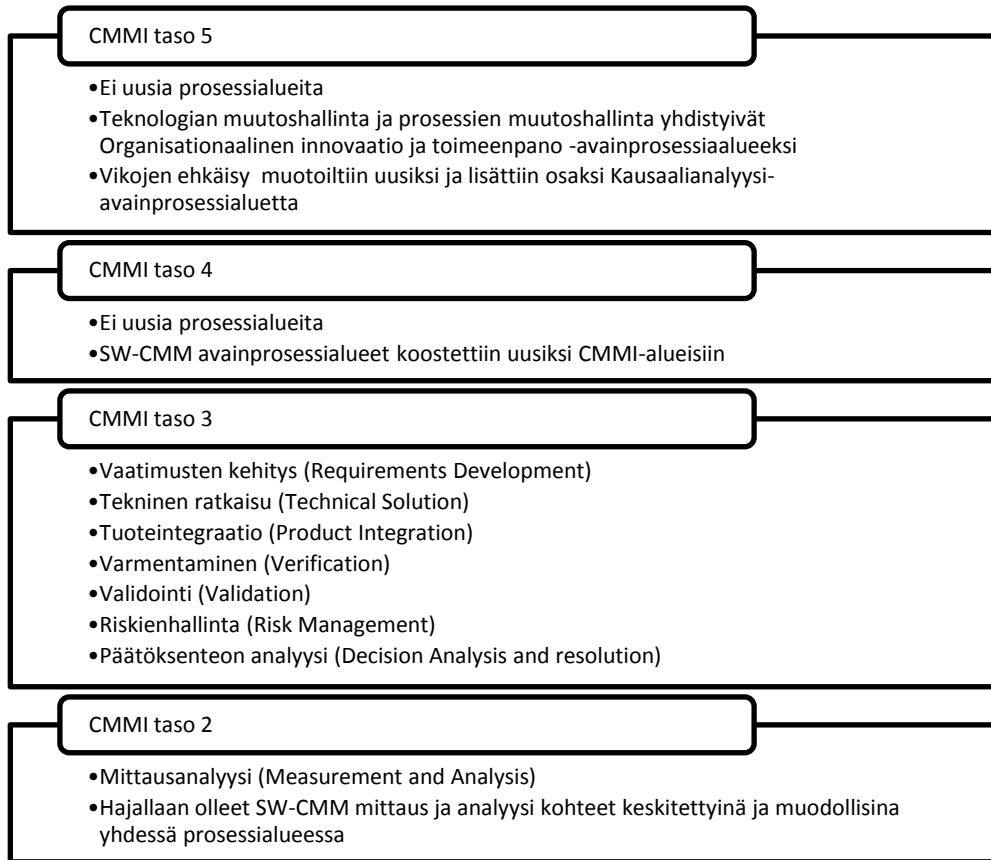 CMMI taso 5
•Ei uusia prosessialueita
•Teknologian muutoshallinta ja prosessien muutoshallinta yhdistyivät
Organisationaalinen innovaatio ja toimeenpano -avainprosessiaalueeksi
•Vikojen ehkäisy  muotoiltiin uusiksi ja lisättiin osaksi Kausaalianalyysi-
avainprosessialuetta
CMMI taso 4
•Ei uusia prosessialueita
•SW-CMM avainprosessialueet koostettiin uusiksi CMMI-alueisiin
CMMI taso 3
•Vaatimusten kehitys (Requirements Development)
•Tekninen ratkaisu (Technical Solution)
•Tuoteintegraatio (Product Integration)
•Varmentaminen (Verification)
•Validointi (Validation)
•Riskienhallinta (Risk Management)
•Päätöksenteon analyysi (Decision Analysis and resolution)
CMMI taso 2
•Mittausanalyysi (Measurement and Analysis)
•Hajallaan olleet SW-CMM mittaus ja analyysi kohteet keskitettyinä ja muodollisina
yhdessä prosessialueessa